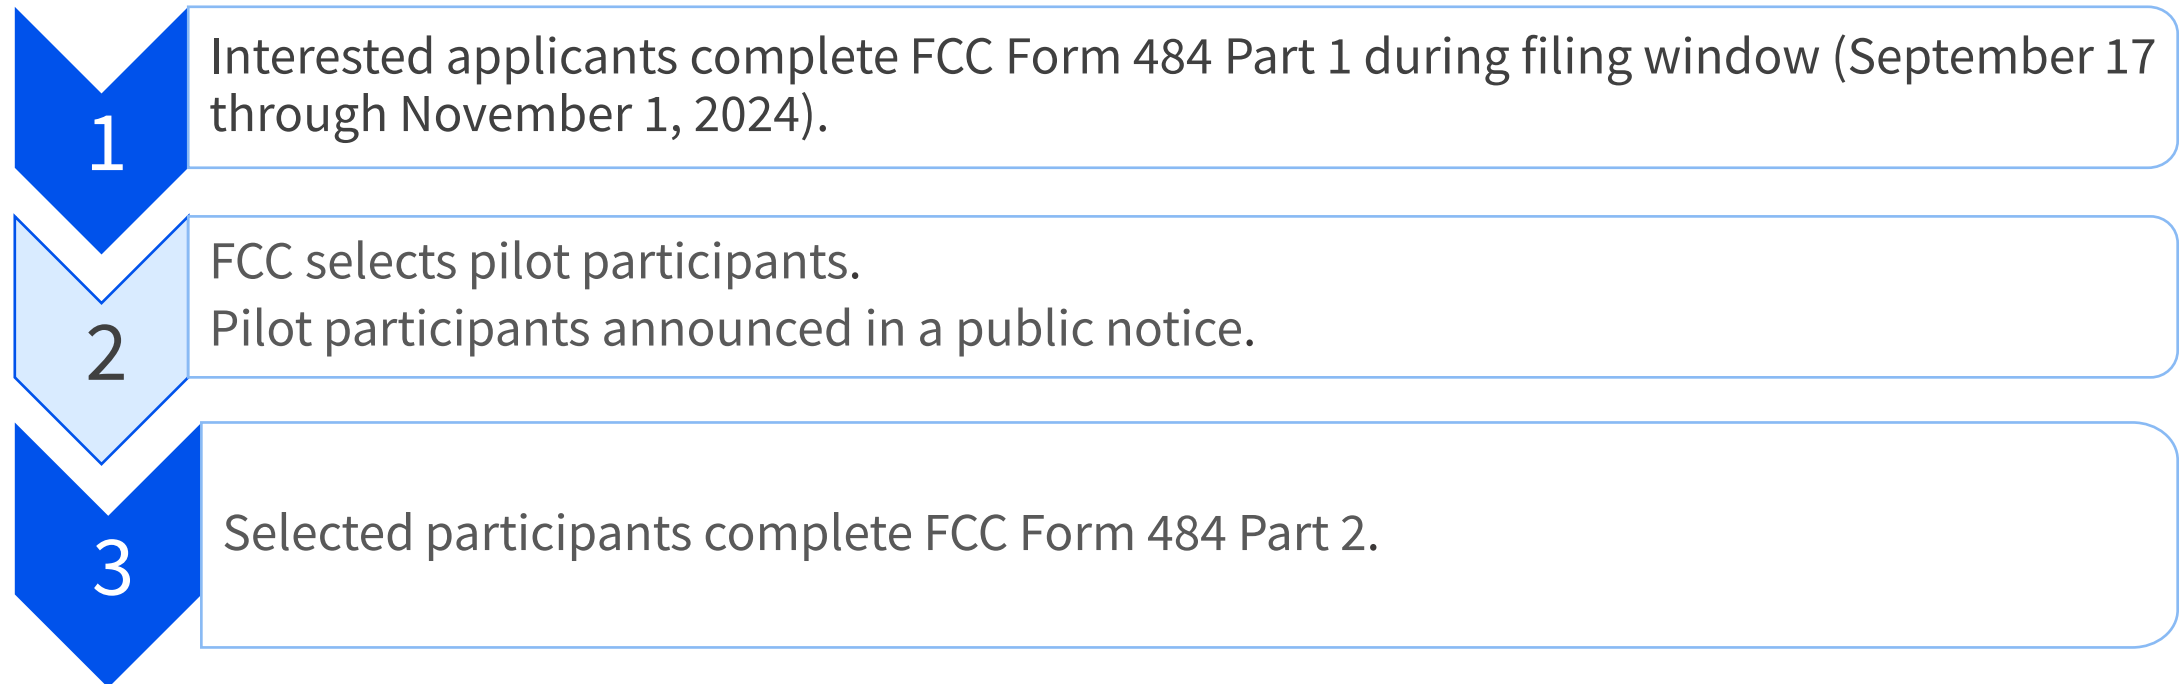 1
Interested applicants complete FCC Form 484 Part 1 during filing window (September 17
through November 1, 2024).
2
FCC selects pilot participants.
Pilot participants announced in a public notice.
3
Selected participants complete FCC Form 484 Part 2.